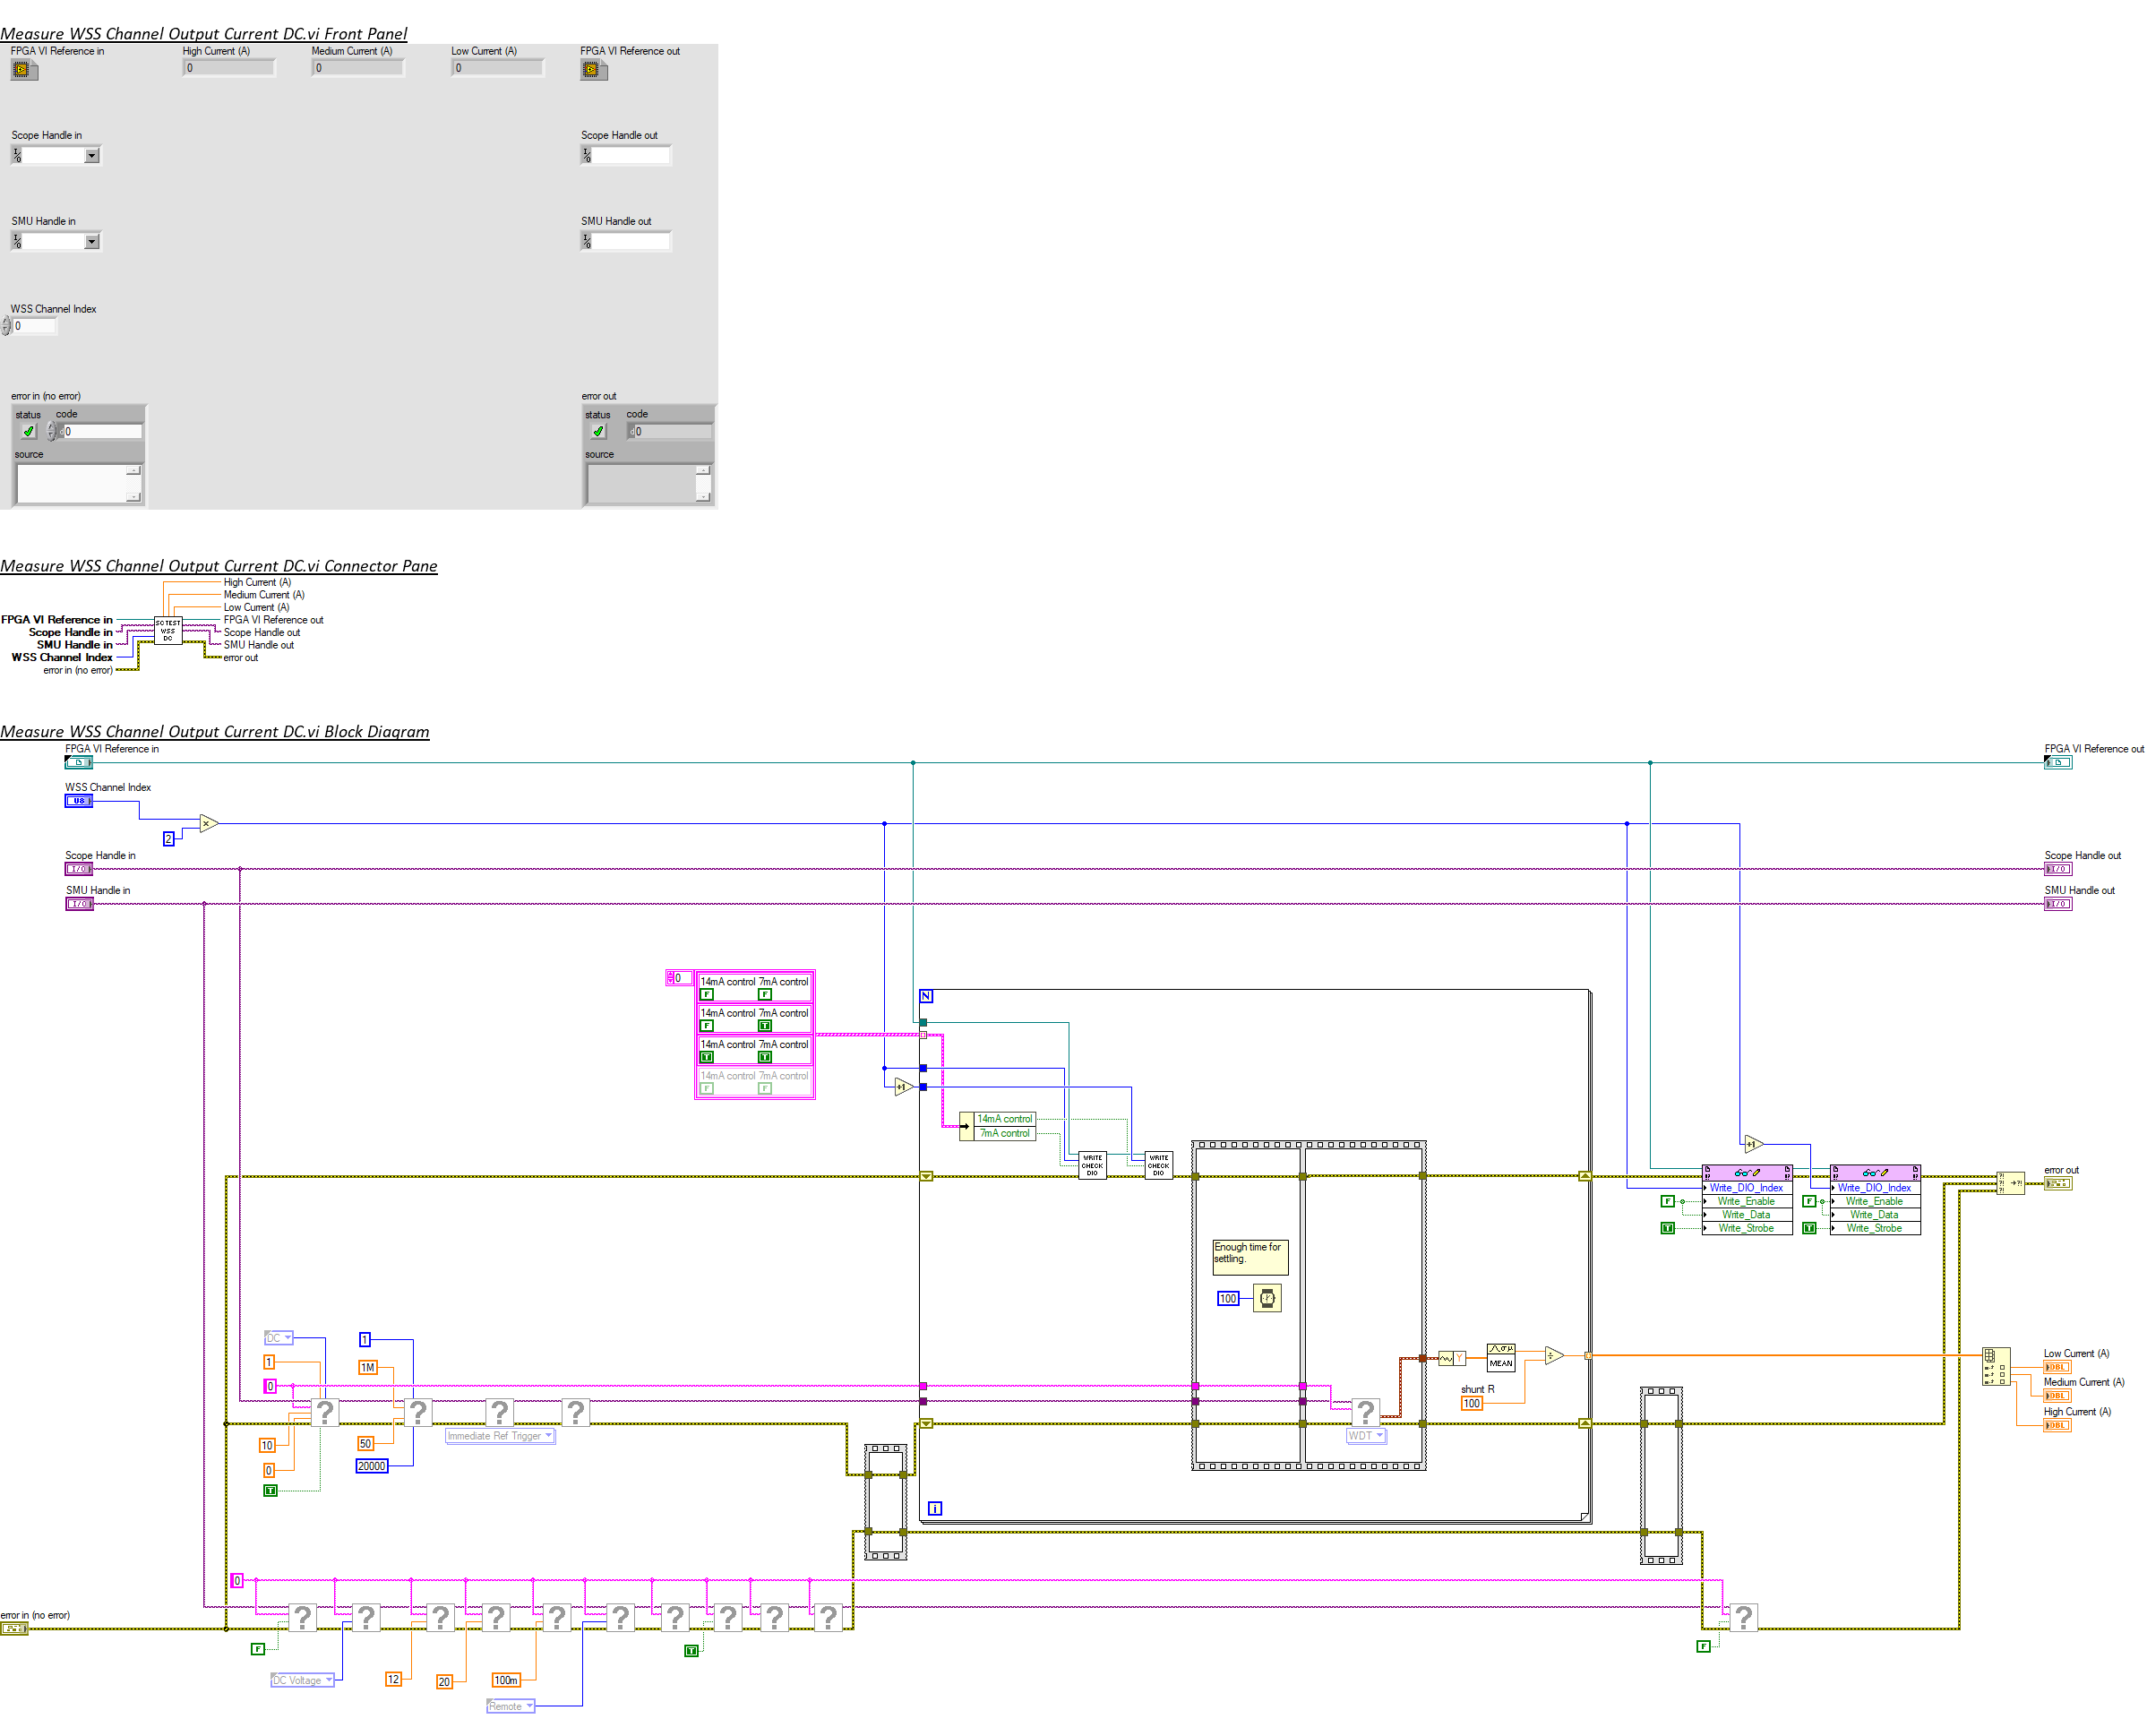 Measure WSS Channel Output Current DC.vi Front Panel
FPGA VI Reference in
High Current (A)
Medium Current (A)
Low Current (A)
FPGA VI Reference out
0
0
0
Scope Handle in
Scope Handle out
I/O
I/O
SMU Handle in
SMU Handle out
I/O
I/O
WSS Channel Index
0
error in (no error)
error out
status
code
status
code
0
0
source
source
Measure WSS Channel Output Current DC.vi Connector Pane
High Current (A)
Medium Current (A)
Low Current (A)
FPGA VI Reference in
FPGA VI Reference out
Scope Handle in
Scope Handle out
SMU Handle in
SMU Handle out
WSS Channel Index
error out
error in (no error)
SC TEST
WSS
DC
Measure WSS Channel Output Current DC.vi Block Diagram
FPGA VI Reference in
FPGA VI Reference out
WSS Channel Index
U8
2
x
Scope Handle in
Scope Handle out
I/O
I/O
SMU Handle in
SMU Handle out
I/O
I/O
0
14mA control 7mA control
F F
14mA control 7mA control
F T
14mA control 7mA control
T T
14mA control 7mA control
F F
N
+1
14mA control
7mA control
WRITE
CHECK
DIO
WRITE
CHECK
DIO
+1
Write_DIO_Index
Write_Enable
Write_Data
Write_Strobe
F
T
Write_DIO_Index
Write_Enable
Write_Data
Write_Strobe
F
T
error out
Enough time for
settling.
100
DC
1
0
10
0
T
1
1M
50
20000
? ? ? ?
Immediate Ref Trigger
?
WDT
Y
MEAN
÷
shunt R
100
Low Current (A)
DBL
Medium Current (A)
DBL
High Current (A)
DBL
i
0
error in (no error)
? ? ? ? ? ? ? ? ? ?
?
F
DC Voltage
12
20
100m
Remote
T
F